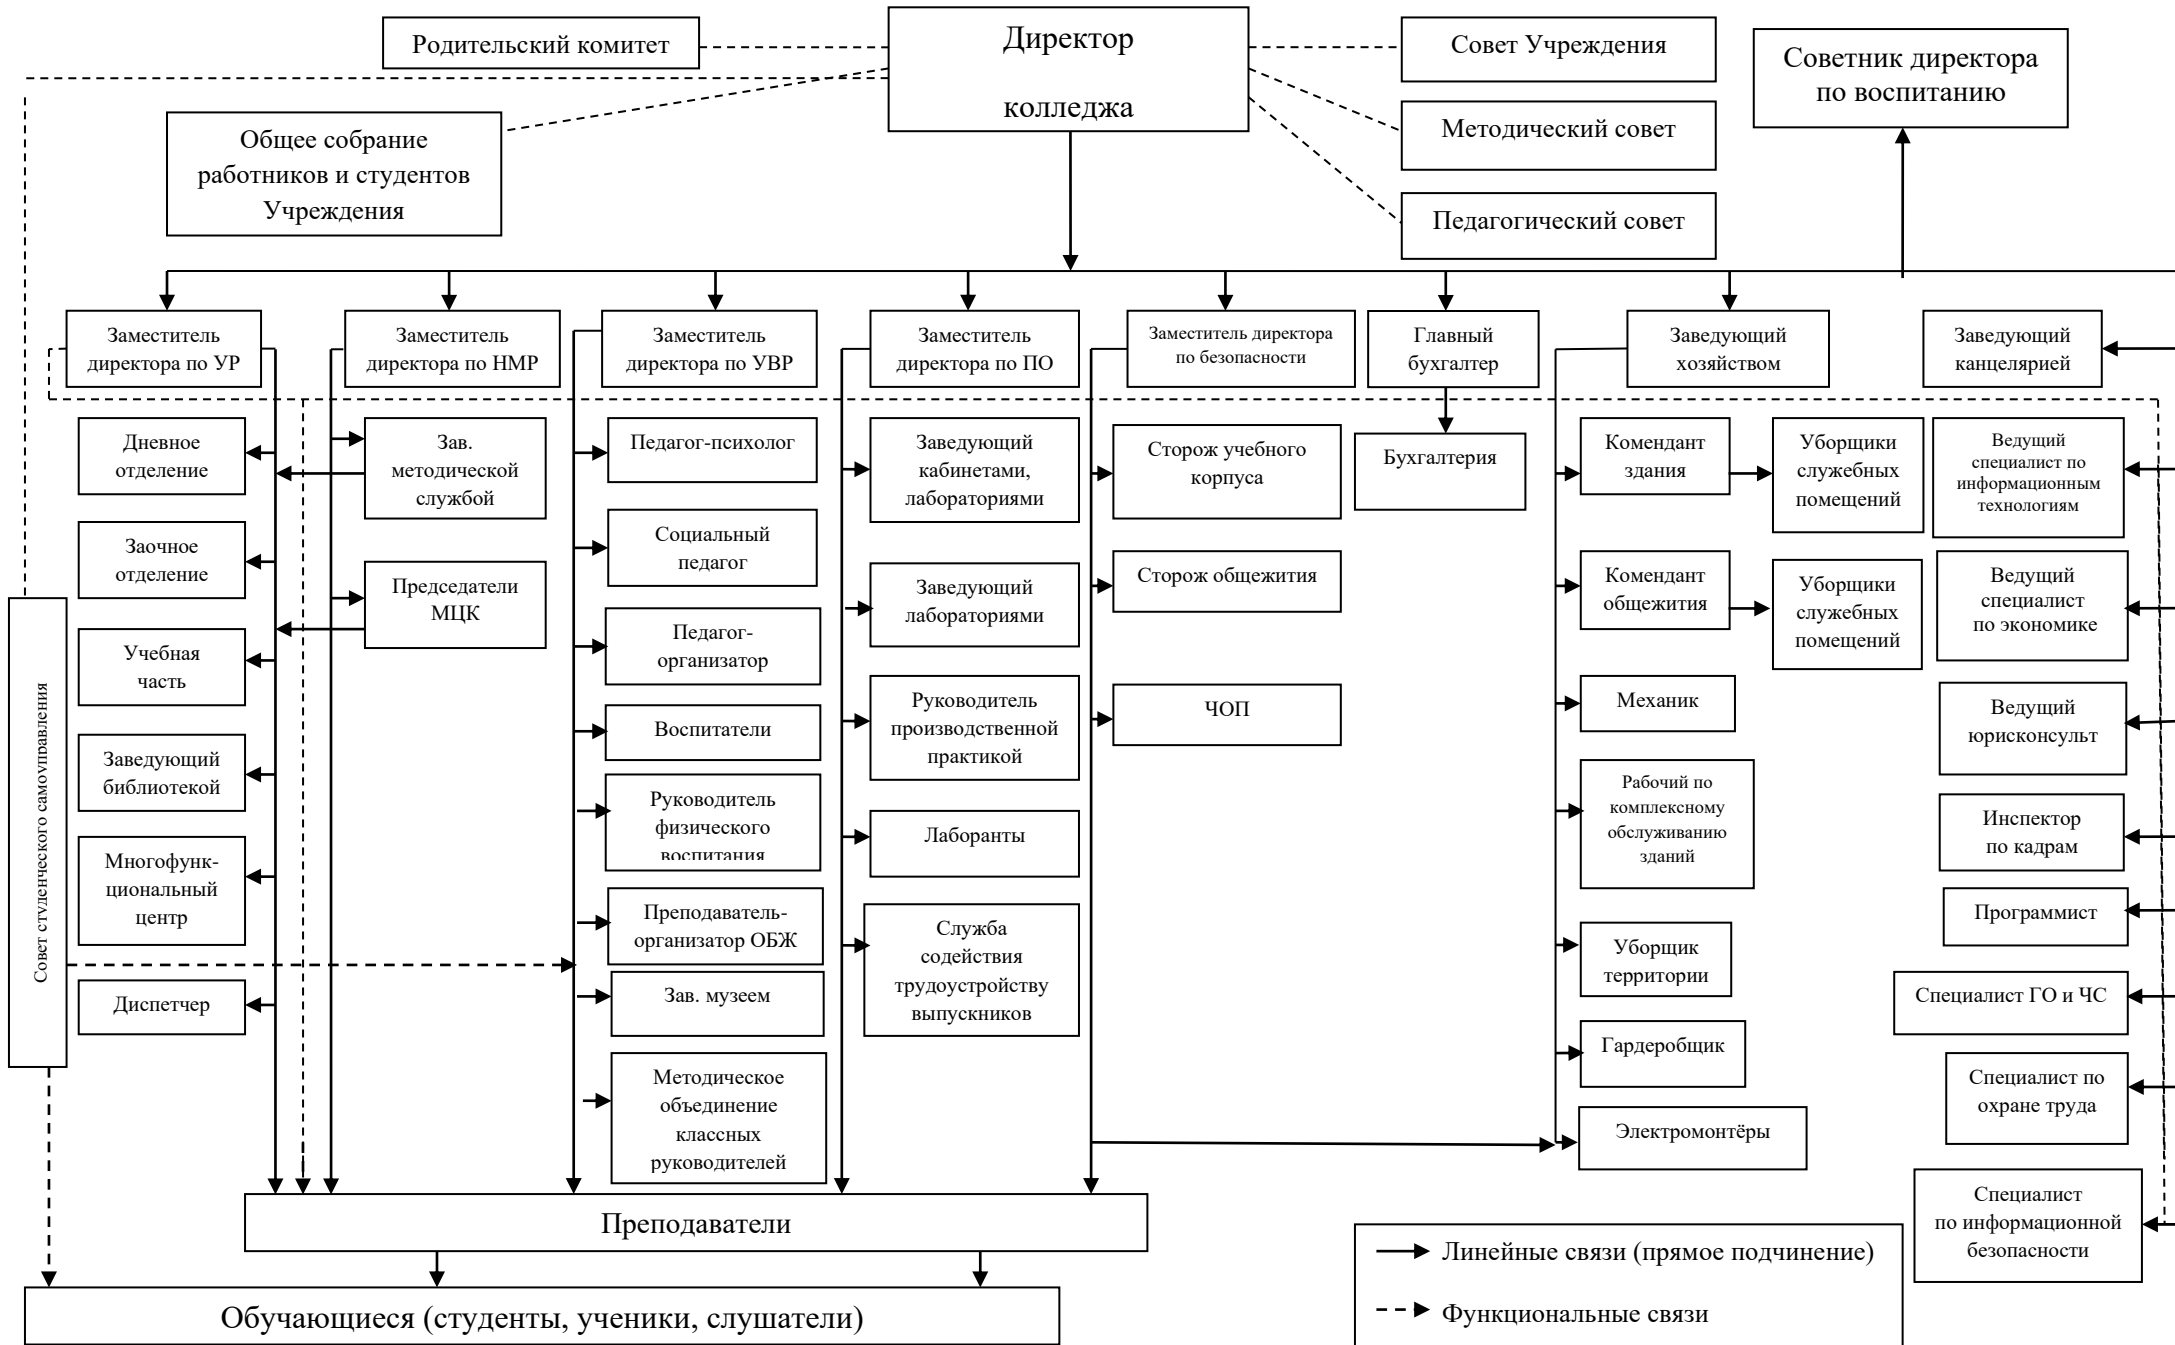 Родительский комитет
Директор
колледжа
Совет Учреждения
Советник директора
по воспитанию
Общее собрание
работников и студентов
Учреждения
Методический совет
Педагогический совет
Заместитель
директора по УР
Заместитель
директора по НМР
Заместитель
директора по УВР
Заместитель
директора по ПО
Заместитель директора
по безопасности
Главный
бухгалтер
Заведующий
хозяйством
Заведующий
канцелярией
Дневное
отделение
Заочное
отделение
Учебная
часть
Заведующий
библиотекой
Многофунк-
циональный
центр
Диспетчер
Совет студенческого самоуправления
Зав.
методической
службой
Председатели
МЦК
Педагог-психолог
Социальный
педагог
Педагог-
организатор
Воспитатели
Руководитель
физического
воспитания
Преподаватель-
организатор ОБЖ
Зав. музеем
Методическое
объединение
классных
руководителей
Заведующий
кабинетами,
лабораториями
Заведующий
лабораториями
Руководитель
производственной
практикой
Лаборанты
Служба
содействия
трудоустройству
выпускников
Сторож учебного
корпуса
Сторож общежития
ЧОП
Бухгалтерия
Комендант
здания
Уборщики
служебных
помещений
Комендант
общежития
Уборщики
служебных
помещений
Механик
Рабочий по
комплексному
обслуживанию
зданий
Уборщик
территории
Гардеробщик
Электромонтёры
Ведущий
специалист по
информационным
технологиям
Ведущий
специалист
по экономике
Ведущий
юрисконсульт
Инспектор
по кадрам
Программист
Специалист ГО и ЧС
Специалист по
охране труда
Специалист
по информационной
безопасности
Преподаватели
Обучающиеся (студенты, ученики, слушатели)
Линейные связи (прямое подчинение)
Функциональные связи